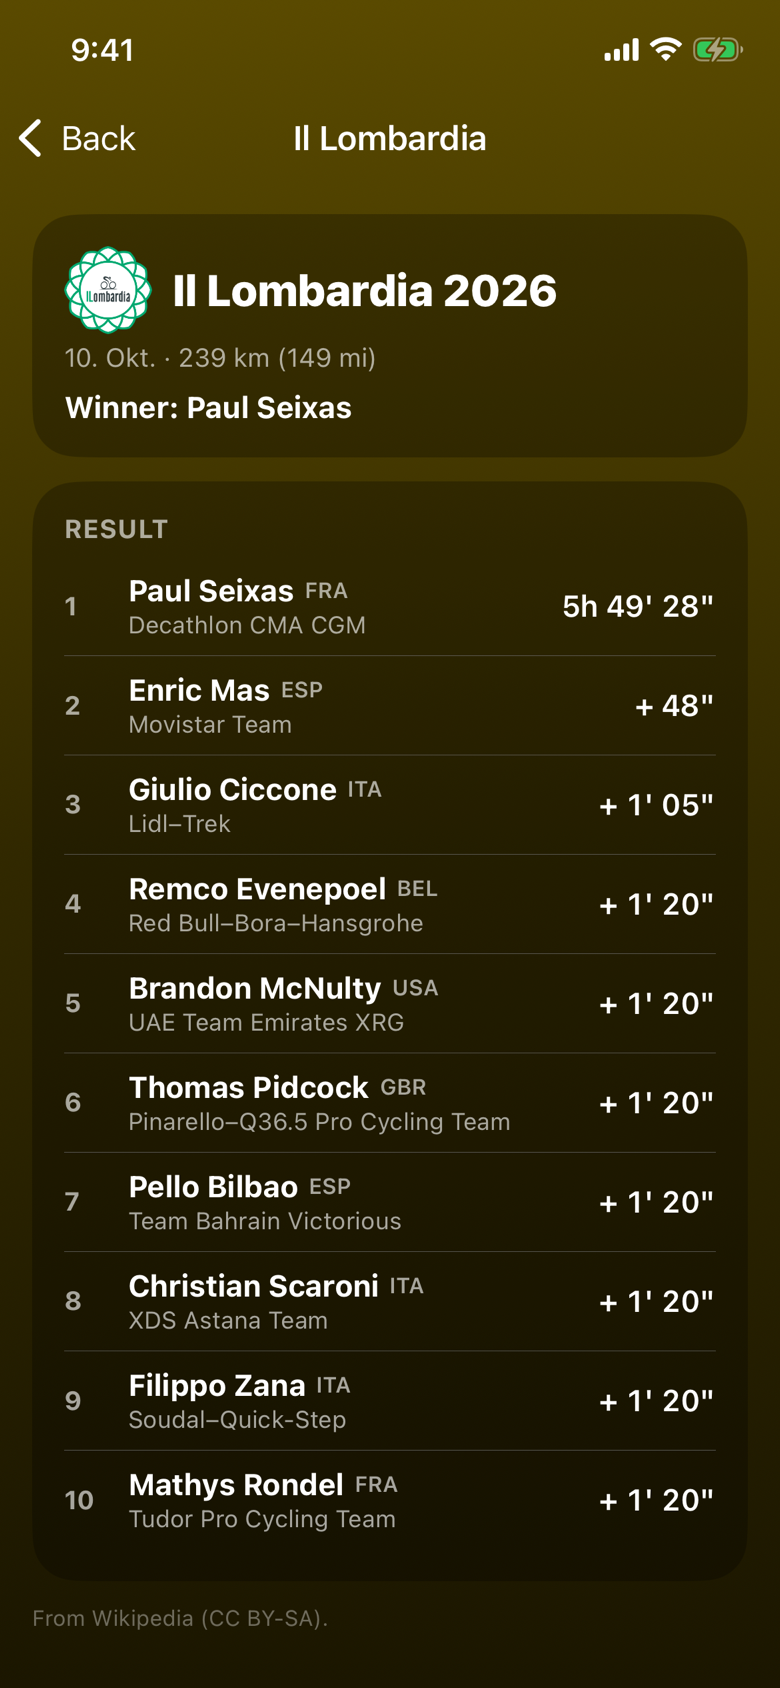 9:41
Back
Il Lombardia
ILombardia
Il Lombardia 2026
10. Okt. · 239 km (149 mi)
Winner: Paul Seixas
RESULT
1
Paul Seixas FRA
Decathlon CMA CGM
5h 49' 28"
2
Enric Mas ESP
Movistar Team
+ 48"
3
Giulio Ciccone ITA
Lidl–Trek
+ 1' 05"
4
Remco Evenepoel BEL
Red Bull–Bora–Hansgrohe
+ 1' 20"
5
Brandon McNulty USA
UAE Team Emirates XRG
+ 1' 20"
6
Thomas Pidcock GBR
Pinarello–Q36.5 Pro Cycling Team
+ 1' 20"
7
Pello Bilbao ESP
Team Bahrain Victorious
+ 1' 20"
8
Christian Scaroni ITA
XDS Astana Team
+ 1' 20"
9
Filippo Zana ITA
Soudal–Quick-Step
+ 1' 20"
10
Mathys Rondel FRA
Tudor Pro Cycling Team
+ 1' 20"
From Wikipedia (CC BY-SA).